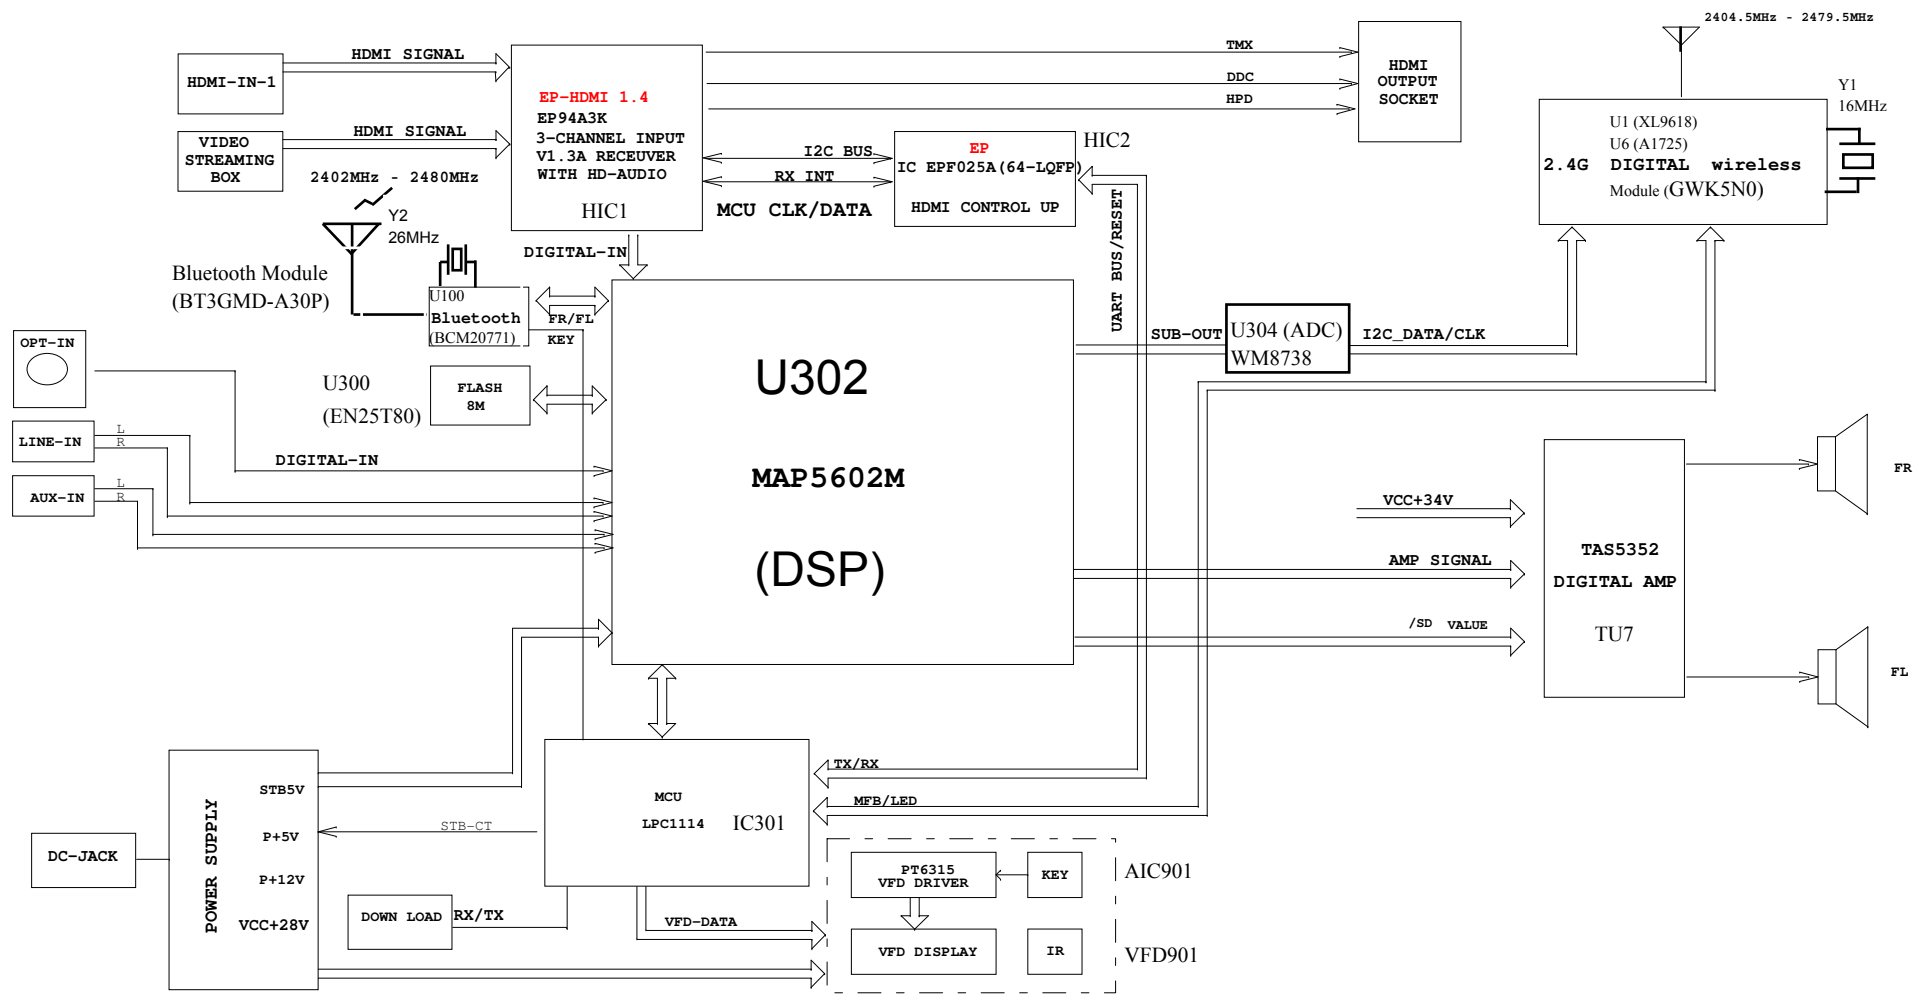 2404.5MHz - 2479.5MHz
HDMI SIGNAL
HDMI-IN-1
HDMI SIGNAL
VIDEO
STREAMING
BOX
EP-HDMI 1.4
EP94A3K
3-CHANNEL INPUT
V1.3A RECEUVER
WITH HD-AUDIO
HIC1
TMX
DDC
HPD
HDMI
OUTPUT
SOCKET
I2C BUS
RX INT
MCU CLK/DATA
EP
IC EPF025A(64-LQFP)
HDMI CONTROL UP
HIC2
UART BUS/RESET
Y1
16MHz
U1 (XL9618)
U6 (A1725)
2.4G DIGITAL wireless
Module (GWK5N0)
2402MHz - 2480MHz
Y2
26MHz
Bluetooth Module
(BT3GMD-A30P)
U100
Bluetooth
(BCM20771)
DIGITAL-IN
FR/FL
KEY
OPT-IN
U300
(EN25T80)
FLASH
8M
LINE-IN
L
R
AUX-IN
L
R
DIGITAL-IN
U302
MAP5602M
(DSP)
SUB-OUT
U304 (ADC)
WM8738
I2C_DATA/CLK
VCC+34V
AMP SIGNAL
/SD VALUE
TAS5352
DIGITAL AMP
TU7
FR
FL
DC-JACK
POWER SUPPLY
STB5V
P+5V
P+12V
VCC+28V
STB-CT
MCU
LPC1114
IC301
TX/RX
MFB/LED
DOWN LOAD
RX/TX
VFD-DATA
PT6315
VFD DRIVER
KEY
AIC901
VFD DISPLAY
IR
VFD901